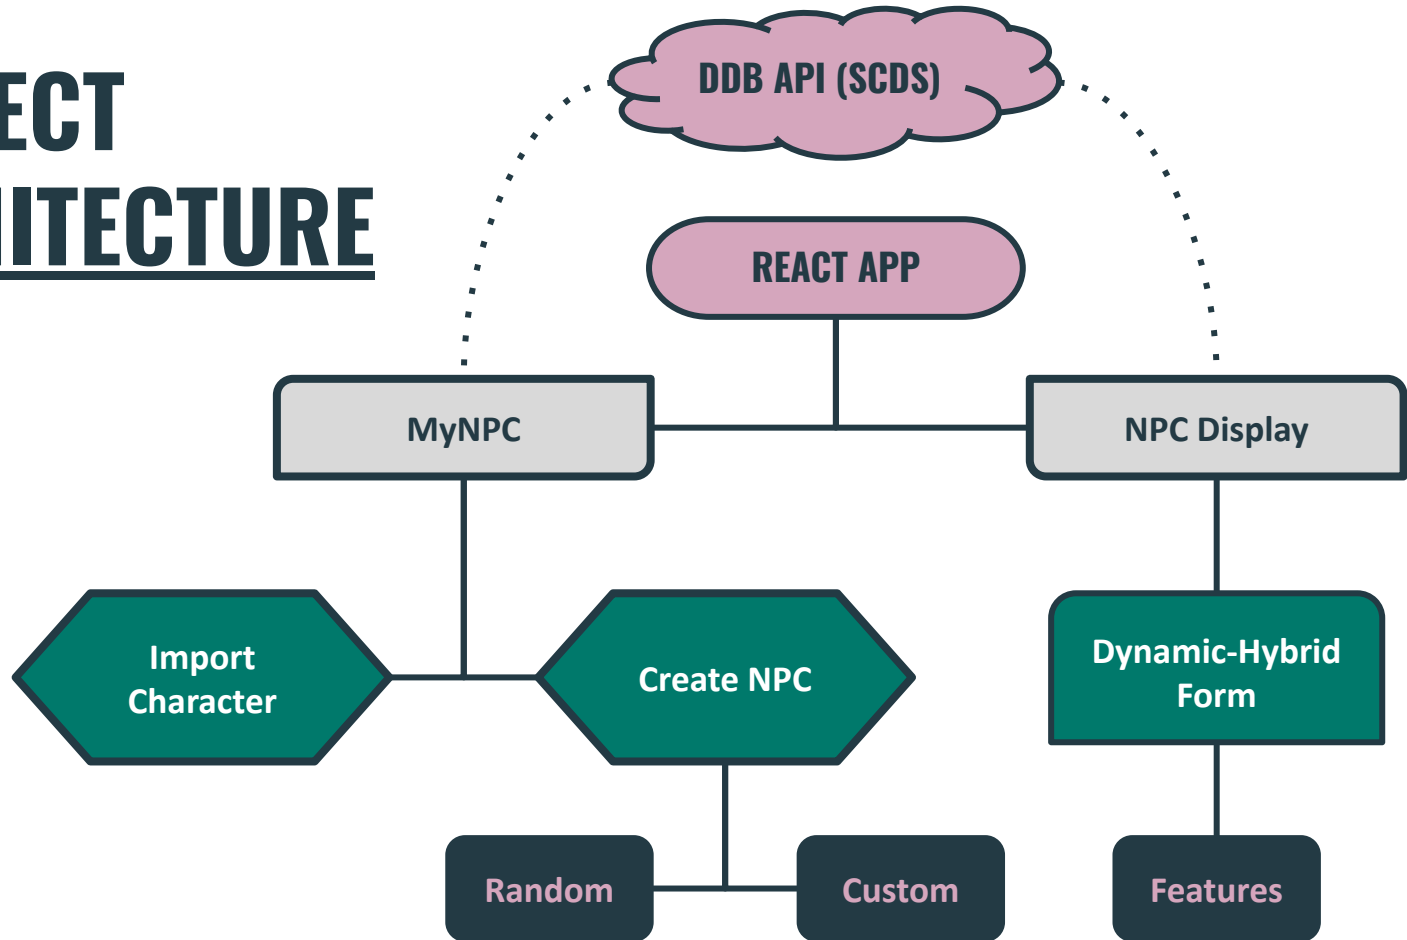 ECT
HITECTURE
DDB API (SCDS)
REACT APP
MyNPC
NPC Display
Import
Character
Create NPC
Dynamic-Hybrid
Form
Random
Custom
Features